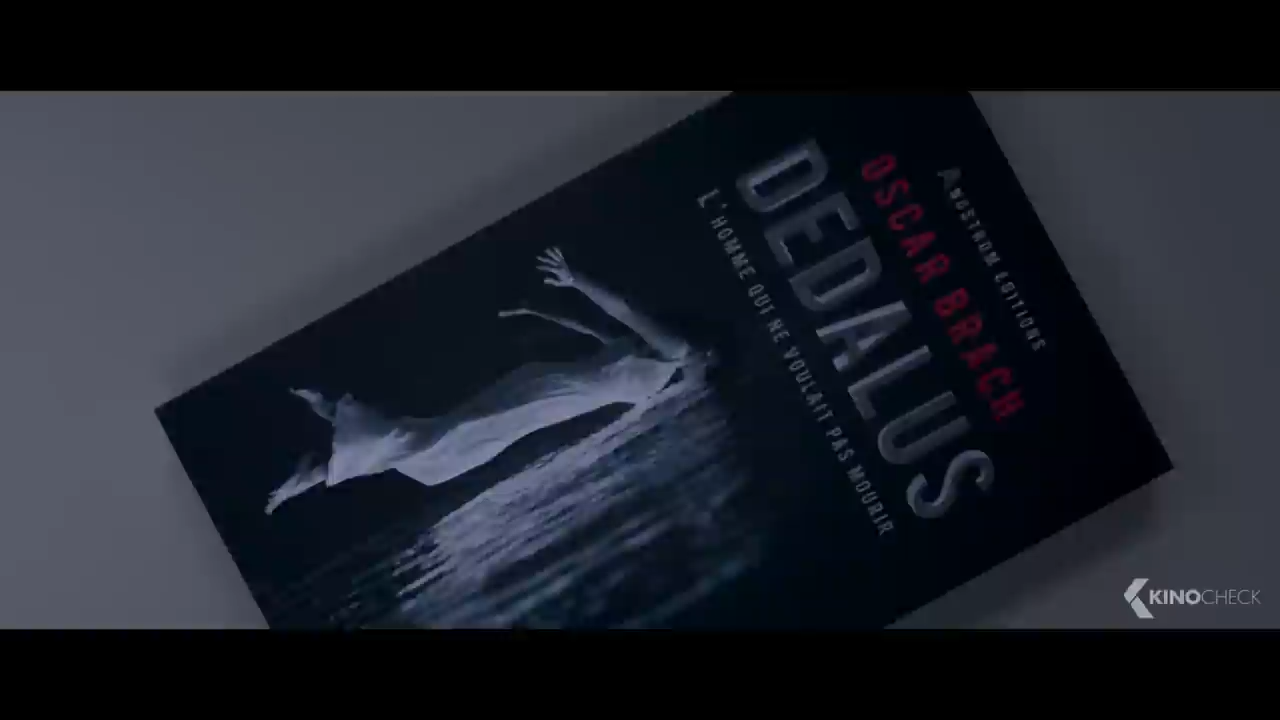 ANGSTROM EDITIONS
OSCAR BRACH
DEDALUS
L'HOMME QUI NE VOULAIT PAS MOURIR
KINOCHECK